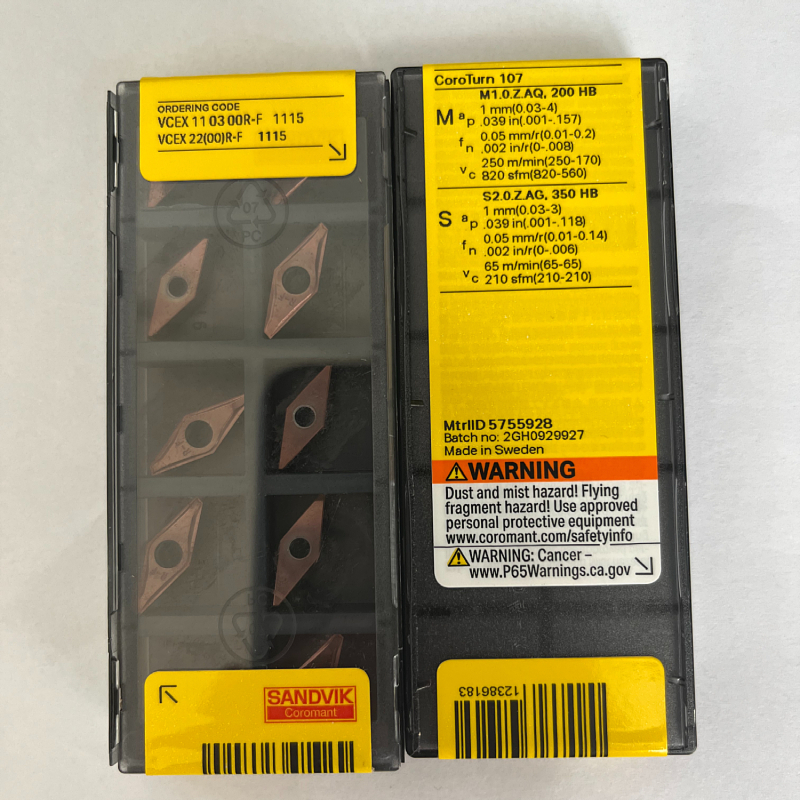 ORDERING CODE
VCEX 11 03 00R-F 1115
VCEX 22(00)R-F 1115
07
PC
SANDVIK
Coromant
CoroTurn 107
M1.0.Z.AQ, 200 HB
M ap 1 mm(0.03-4)
.039 in(.001-.157)
fn 0.05 mm/r(0.01-0.2)
.002 in/r(0-.008)
vc 250 m/min(250-170)
820 sfm(820-560)
S2.0.Z.AG, 350 HB
S ap 1 mm(0.03-3)
.039 in(.001-.118)
fn 0.05 mm/r(0.01-0.14)
.002 in/r(0-.006)
vc 65 m/min(65-65)
210 sfm(210-210)
MtrlID 5755928
Batch no: 2GH0929927
Made in Sweden
WARNING
Dust and mist hazard! Flying
fragment hazard! Use approved
personal protective equipment
www.coromant.com/safetyinfo
WARNING: Cancer –
www.P65Warnings.ca.gov
12386183